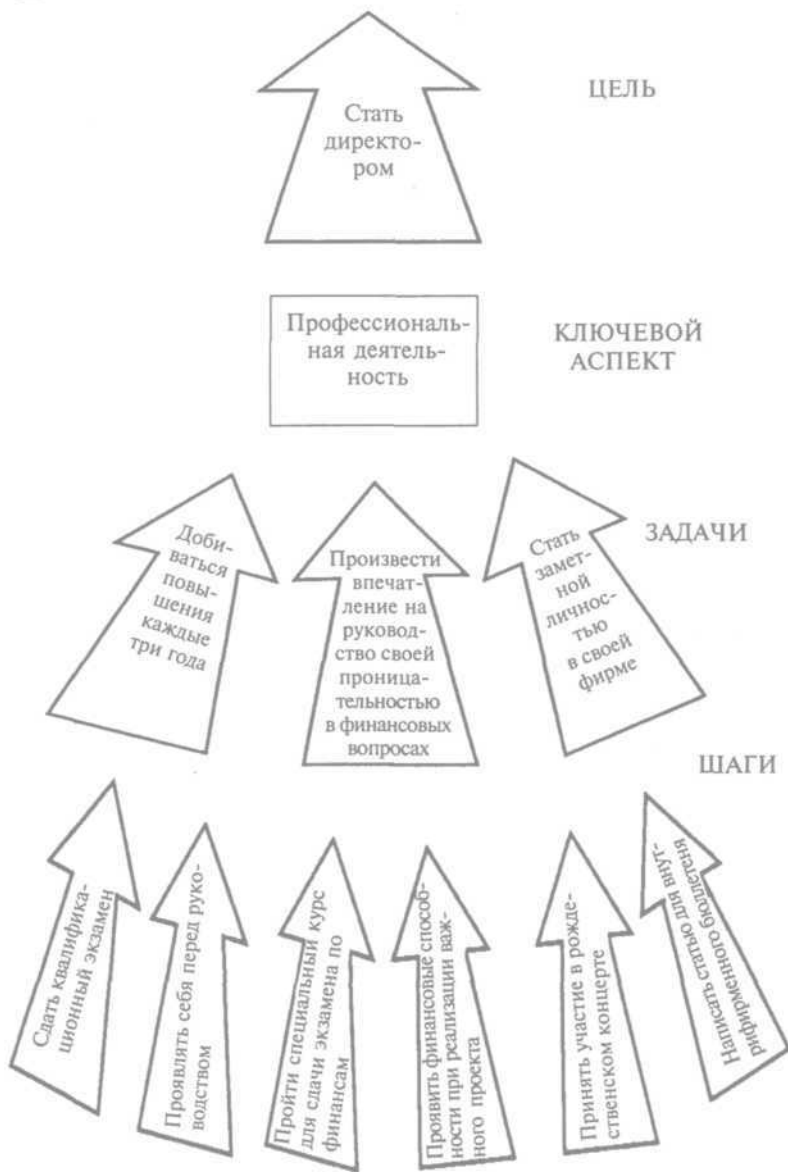 Стать
директо-
ром
ЦЕЛЬ
Профессиональ-
ная деятель-
ность
КЛЮЧЕВОЙ
АСПЕКТ
Доби-
ваться
повы-
шения
каждые
три года
Произвести
впечат-
ление на
руковод-
ство своей
проница-
тельностью
в финансовых
вопросах
Стать
замет-
ной
личнос-
тью
в своей
фирме
ЗАДАЧИ
ШАГИ
Сдать квалифика-
ционный экзамен
Проявлять себя перед руко-
водством
Пройти специальный курс
для сдачи экзамена по
финансам
Проявить финансовые способ-
ности при реализации важ-
ного проекта
Принять участие в рожде-
ственском концерте
Написать статью для внут-
рифирменного бюллетеня